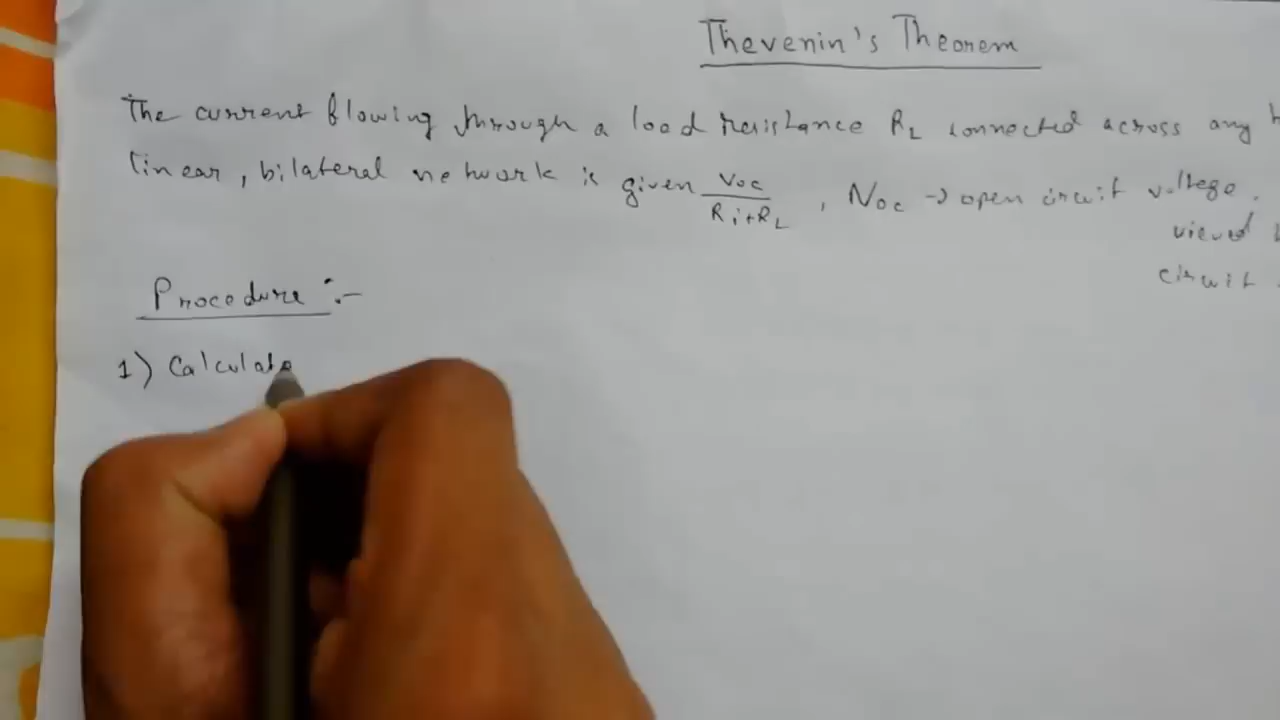 Thevenin's Theorem
The current flowing through a load resistance RL connected across any
linear, bilateral network is given Voc / Ri+RL , Voc → open circuit voltage.
viewed
circuit
Procedure :-
1) Calculate